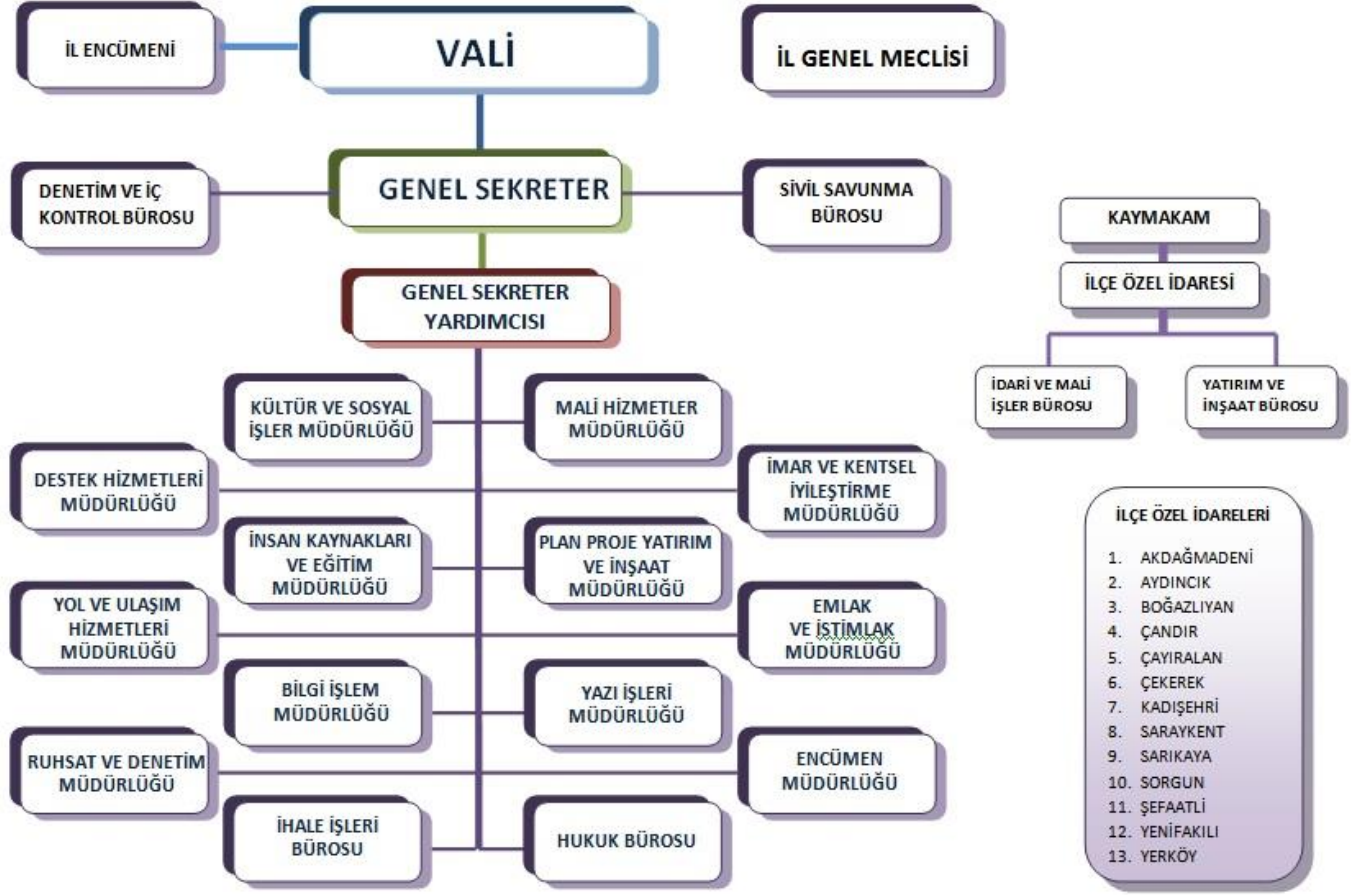 İL ENCÜMENİ
VALİ
İL GENEL MECLİSİ
DENETİM VE İÇ
KONTROL BÜROSU
GENEL SEKRETER
SİVİL SAVUNMA
BÜROSU
GENEL SEKRETER
YARDIMCISI
KÜLTÜR VE SOSYAL
İŞLER MÜDÜRLÜĞÜ
MALİ HİZMETLER
MÜDÜRLÜĞÜ
DESTEK HİZMETLERİ
MÜDÜRLÜĞÜ
İMAR VE KENTSEL
İYİLEŞTİRME
MÜDÜRLÜĞÜ
İNSAN KAYNAKLARI
VE EĞİTİM
MÜDÜRLÜĞÜ
PLAN PROJE YATIRIM
VE İNŞAAT
MÜDÜRLÜĞÜ
YOL VE ULAŞIM
HİZMETLERİ
MÜDÜRLÜĞÜ
EMLAK
VE İSTİMLAK
MÜDÜRLÜĞÜ
BİLGİ İŞLEM
MÜDÜRLÜĞÜ
YAZI İŞLERİ
MÜDÜRLÜĞÜ
RUHSAT VE DENETİM
MÜDÜRLÜĞÜ
ENCÜMEN
MÜDÜRLÜĞÜ
İHALE İŞLERİ
BÜROSU
HUKUK BÜROSU
KAYMAKAM
İLÇE ÖZEL İDARESİ
İDARİ VE MALİ
İŞLER BÜROSU
YATIRIM VE
İNŞAAT BÜROSU
İLÇE ÖZEL İDARELERİ
1. AKDAĞMADENİ
2. AYDINCIK
3. BOĞAZLIYAN
4. ÇANDIR
5. ÇAYIRALAN
6. ÇEKEREK
7. KADIŞEHRİ
8. SARAYKENT
9. SARIKAYA
10. SORGUN
11. ŞEFAATLİ
12. YENİFAKILI
13. YERKÖY